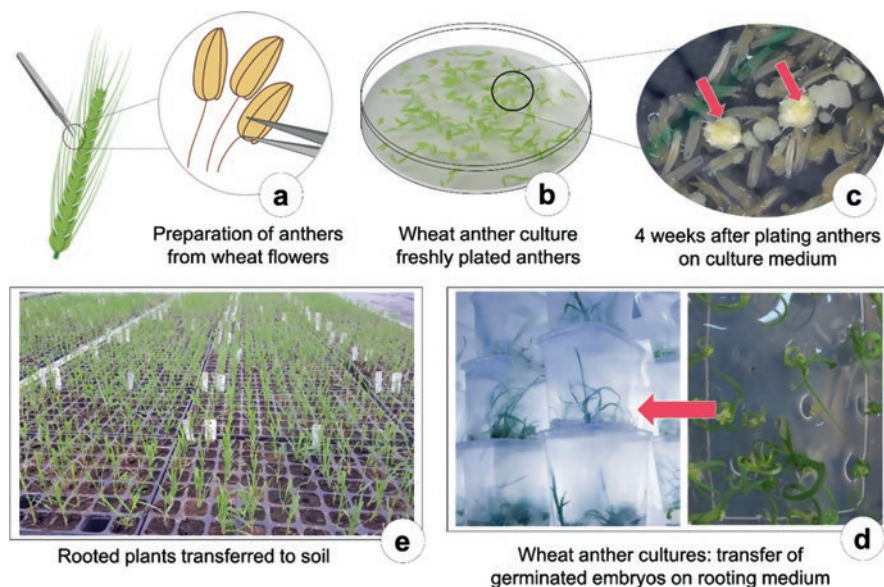 a
Preparation of anthers
from wheat flowers
b
Wheat anther culture
freshly plated anthers
c
4 weeks after plating anthers
on culture medium
e
Rooted plants transferred to soil
d
Wheat anther cultures: transfer of
germinated embryos on rooting medium